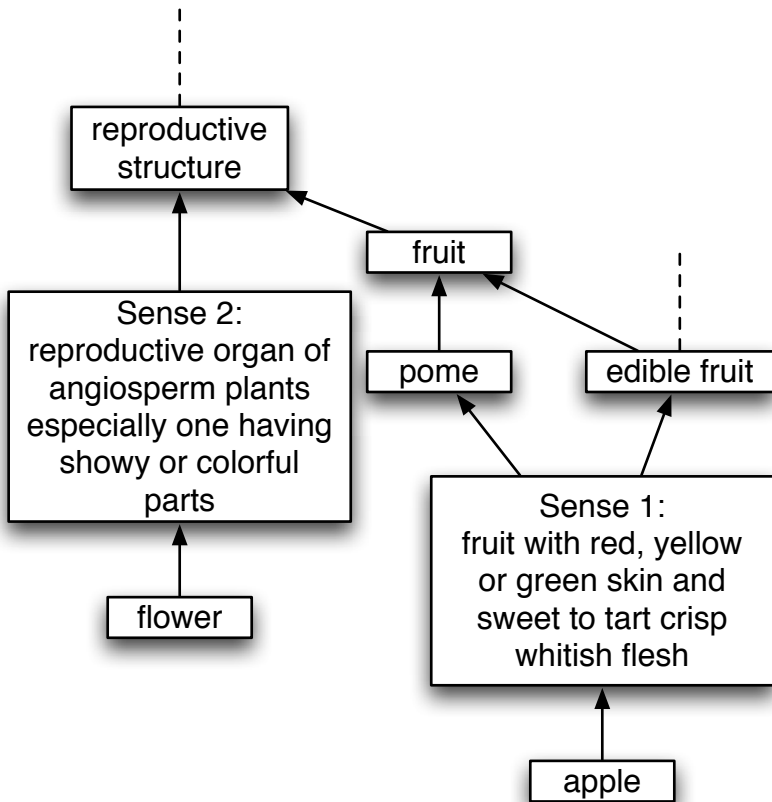 reproductive
structure
fruit
Sense 2:
reproductive organ of
angiosperm plants
especially one having
showy or colorful
parts
pome
edible fruit
Sense 1:
fruit with red, yellow
or green skin and
sweet to tart crisp
whitish flesh
flower
apple